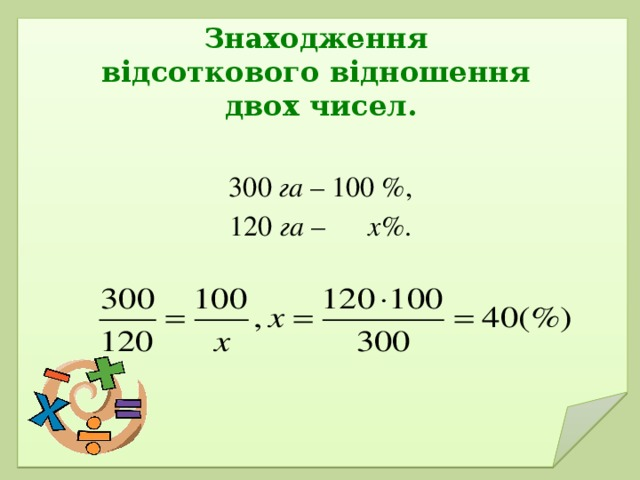 Знаходження
відсоткового відношення
двох чисел.
300 га – 100 %,
120 га – х%.
300/120 = 100/x, x = 120·100/300 = 40(%)